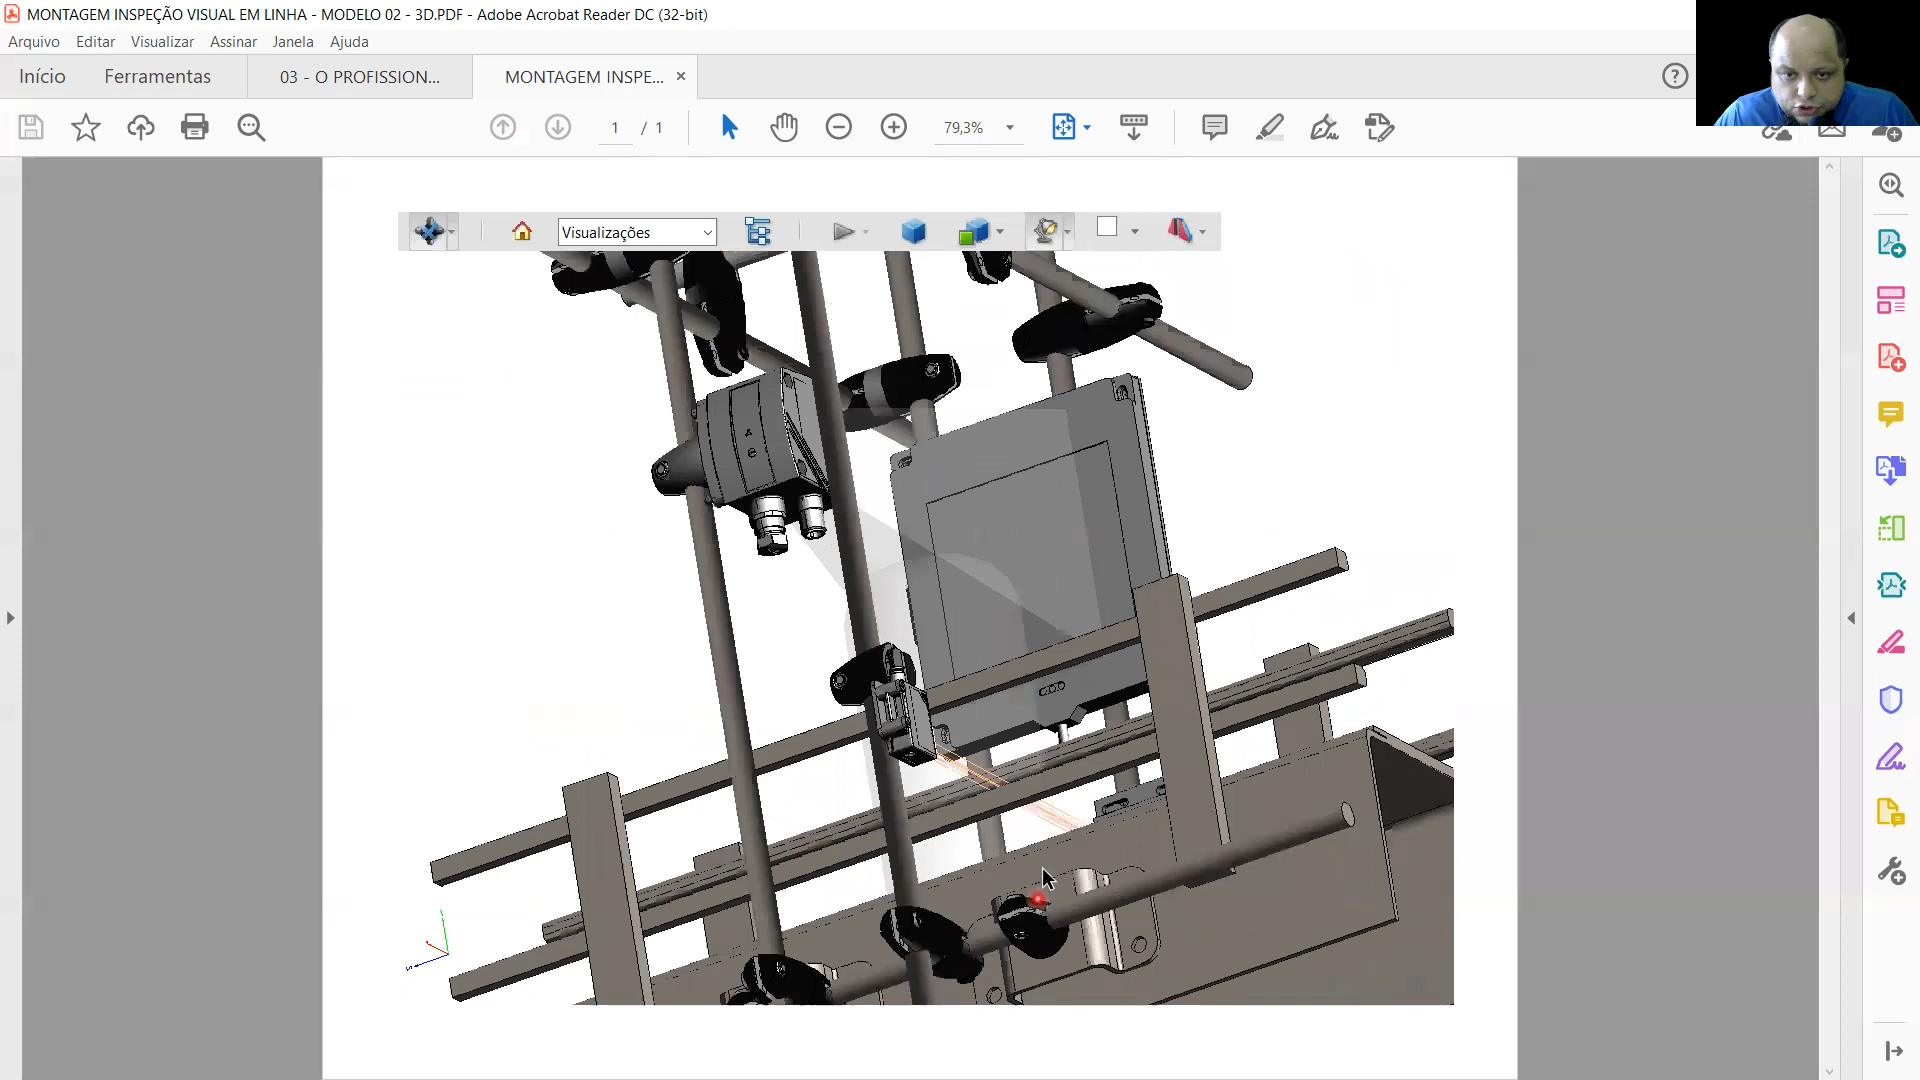 MONTAGEM INSPEÇÃO VISUAL EM LINHA - MODELO 02 - 3D.PDF - Adobe Acrobat Reader DC (32-bit)
Arquivo Editar Visualizar Assinar Janela Ajuda
Início Ferramentas 03 - O PROFISSION... MONTAGEM INSPE... ×
1 / 1 79,3%
Visualizações